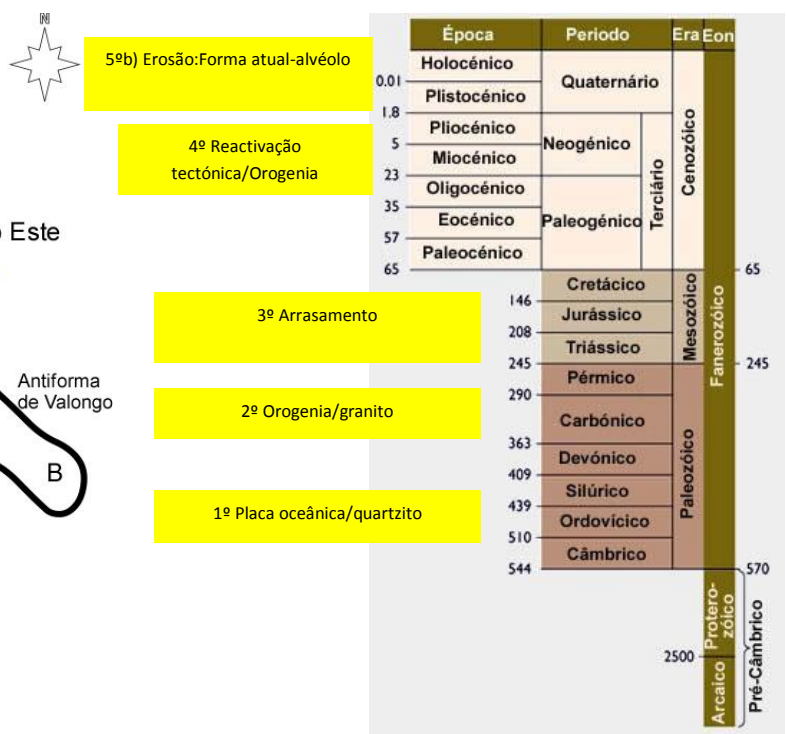 N
5ºb) Erosão:Forma atual-alvéolo
4º Reactivação
tectónica/Orogenia
Este
3º Arrasamento
Antiforma
de Valongo
2º Orogenia/granito
B
1º Placa oceânica/quartzito
Época Periodo Era Eon
Holocénico
0.01
Plistocénico
Quaternário
1.8
Pliocénico
5
Miocénico
Neogénico
23
Oligocénico
35
Eocénico
57
Paleocénico
Paleogénico
Terciário
Cenozóico
65 65
Cretácico
146
Jurássico
208
Triássico
Mesozóico
245 245
Pérmico
290
Carbónico
363
Devónico
409
Silúrico
439
Ordovícico
510
Câmbrico
Paleozóico
Fanerozóico
544 570
Protero-
zóico
2500
Arcaico
Pré-Câmbrico